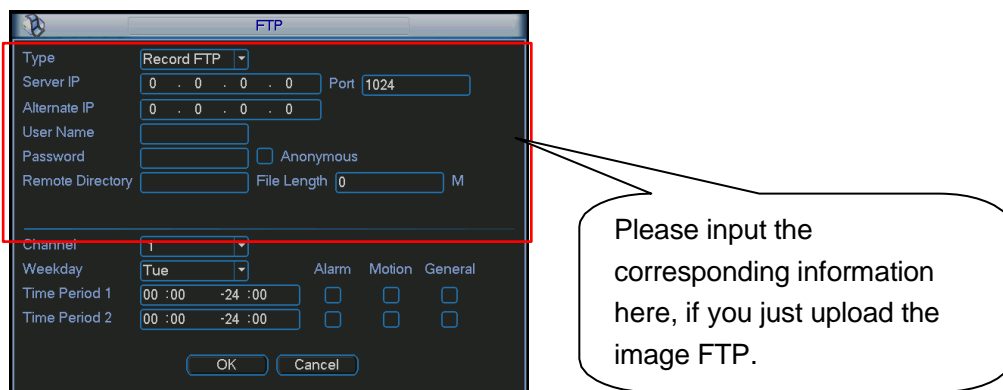 FTP
Type Record FTP
Server IP 0 . 0 . 0 . 0 Port 1024
Alternate IP 0 . 0 . 0 . 0
User Name
Password Anonymous
Remote Directory File Length 0 M
Channel 1
Weekday Tue Alarm Motion General
Time Period 1 00 :00 -24 :00
Time Period 2 00 :00 -24 :00
OK Cancel
Please input the
corresponding information
here, if you just upload the
image FTP.